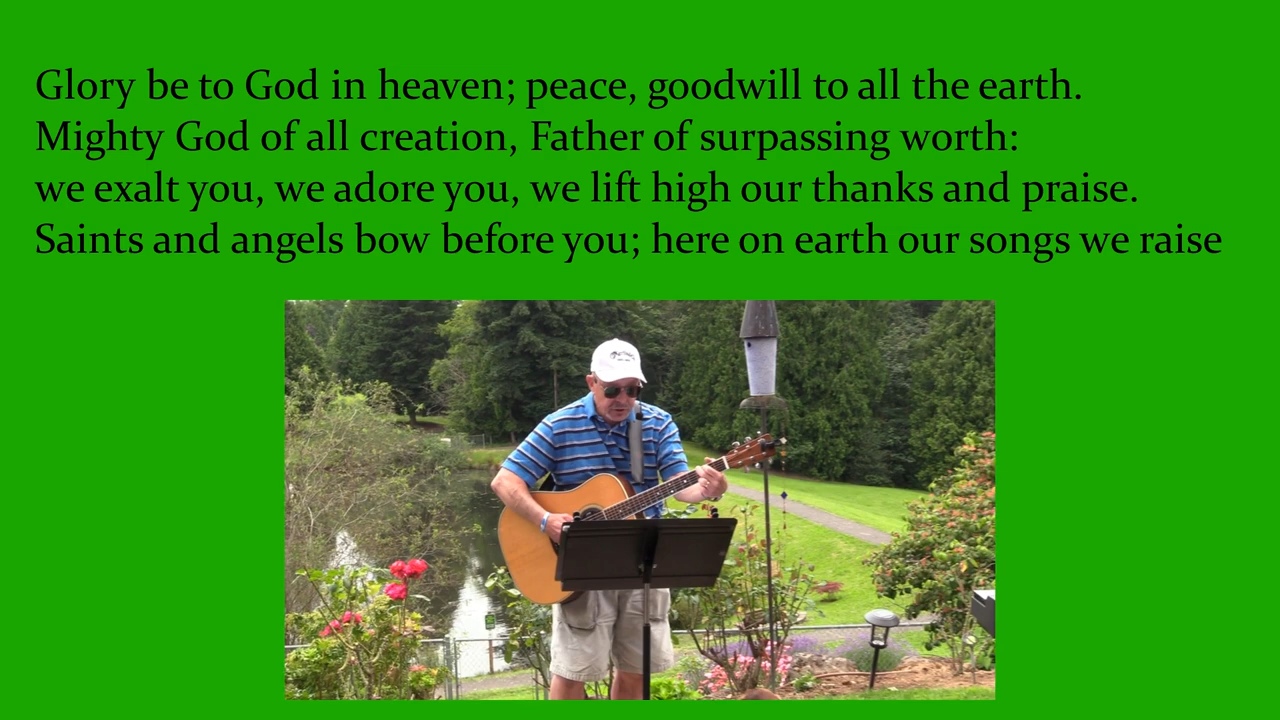 Glory be to God in heaven; peace, goodwill to all the earth.
Mighty God of all creation, Father of surpassing worth:
we exalt you, we adore you, we lift high our thanks and praise.
Saints and angels bow before you; here on earth our songs we raise